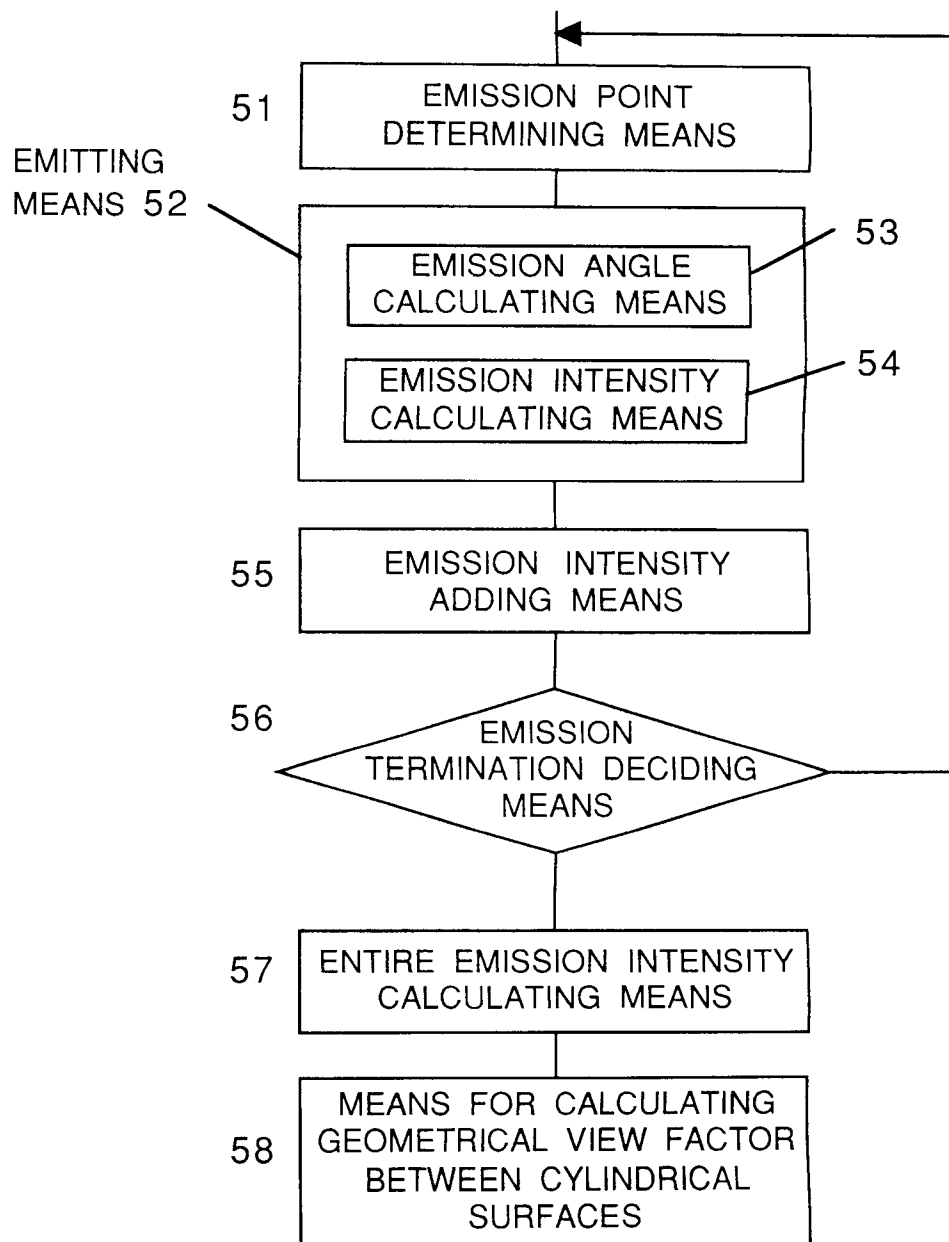 51
EMISSION POINT
DETERMINING MEANS
EMITTING
MEANS 52
53
EMISSION ANGLE
CALCULATING MEANS
54
EMISSION INTENSITY
CALCULATING MEANS
55
EMISSION INTENSITY
ADDING MEANS
56
EMISSION
TERMINATION DECIDING
MEANS
57
ENTIRE EMISSION INTENSITY
CALCULATING MEANS
58
MEANS FOR CALCULATING
GEOMETRICAL VIEW FACTOR
BETWEEN CYLINDRICAL
SURFACES